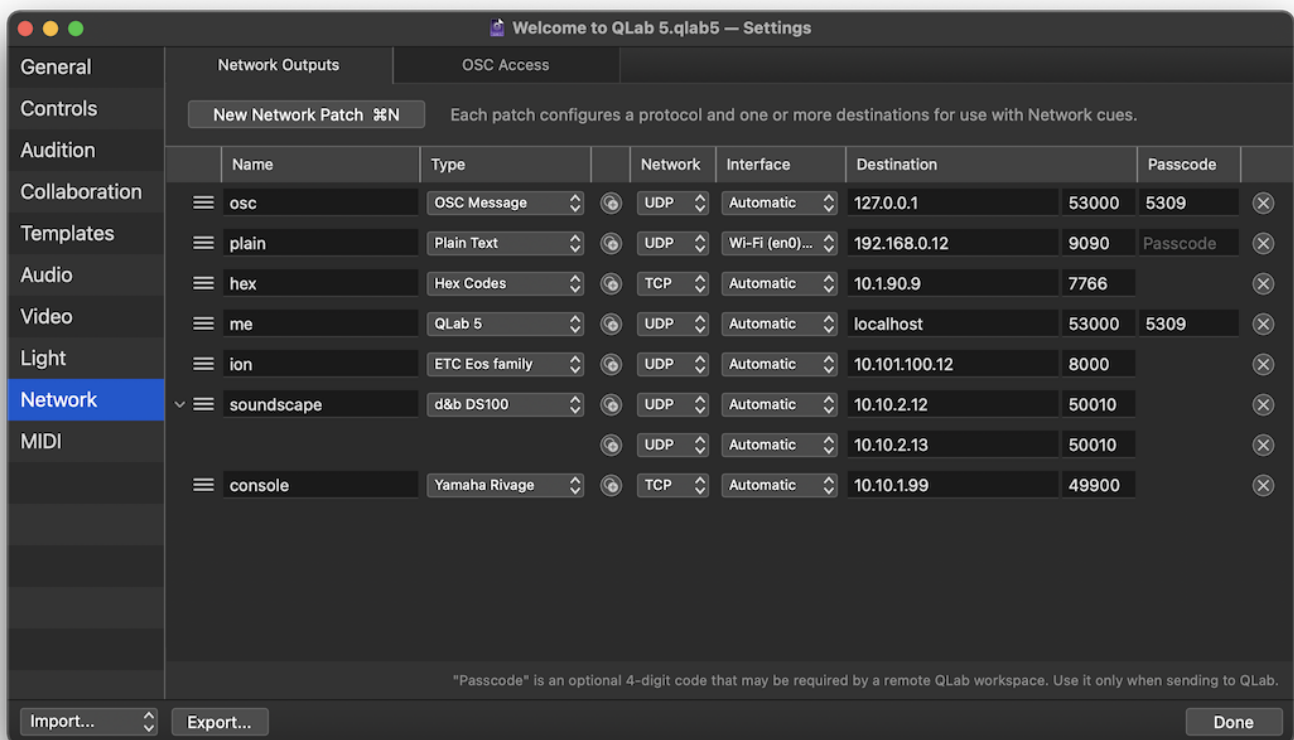 Welcome to QLab 5.qlab5 — Settings
General
Controls
Audition
Collaboration
Templates
Audio
Video
Light
Network
MIDI
Network Outputs OSC Access
New Network Patch ⌘N Each patch configures a protocol and one or more destinations for use with Network cues.
Name Type Network Interface Destination Passcode
osc OSC Message UDP Automatic 127.0.0.1 53000 5309
plain Plain Text UDP Wi-Fi (en0)... 192.168.0.12 9090 Passcode
hex Hex Codes TCP Automatic 10.1.90.9 7766
me QLab 5 UDP Automatic localhost 53000 5309
ion ETC Eos family UDP Automatic 10.101.100.12 8000
soundscape d&b DS100 UDP Automatic 10.10.2.12 50010
UDP Automatic 10.10.2.13 50010
console Yamaha Rivage TCP Automatic 10.10.1.99 49900
"Passcode" is an optional 4-digit code that may be required by a remote QLab workspace. Use it only when sending to QLab.
Import... Export... Done